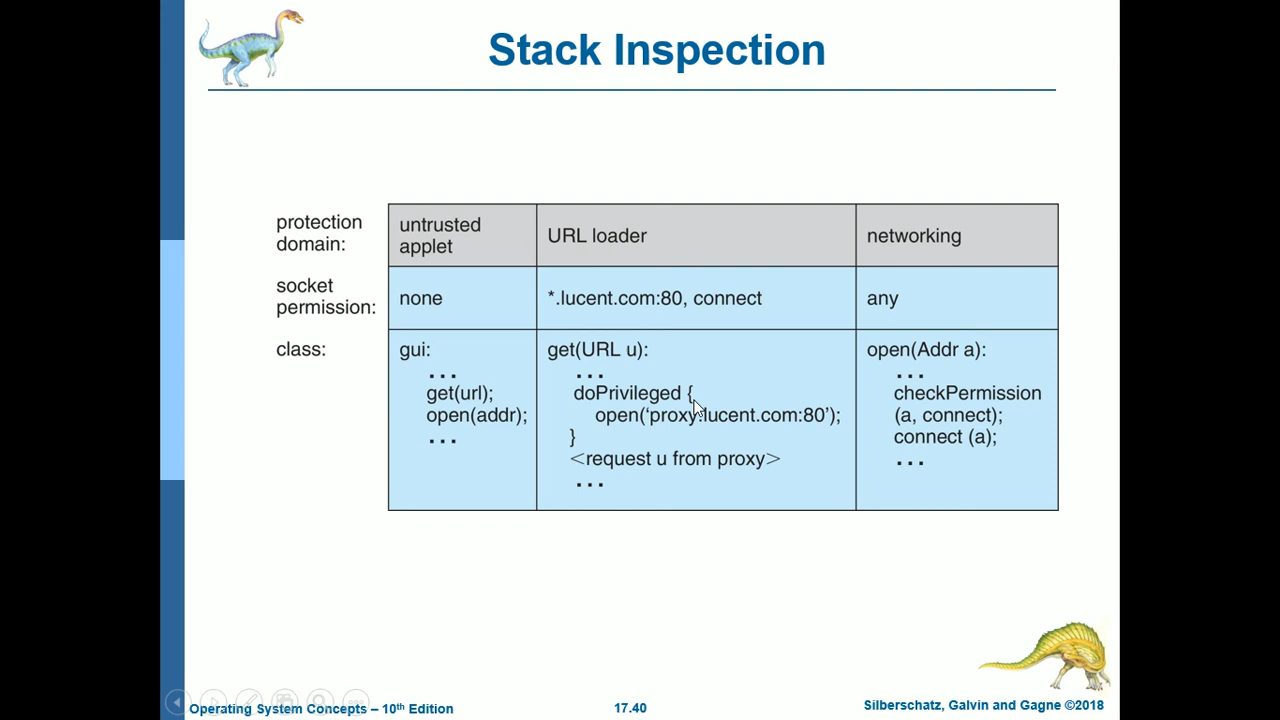 Stack Inspection
protection domain:
untrusted applet
URL loader
networking
socket permission:
none
*.lucent.com:80, connect
any
class:
gui:
...
get(url);
open(addr);
...
get(URL u):
...
doPrivileged {
open(‘proxy.lucent.com:80’);
}
<request u from proxy>
...
open(Addr a):
...
checkPermission
(a, connect);
connect (a);
...
Operating System Concepts – 10th Edition
17.40
Silberschatz, Galvin and Gagne ©2018